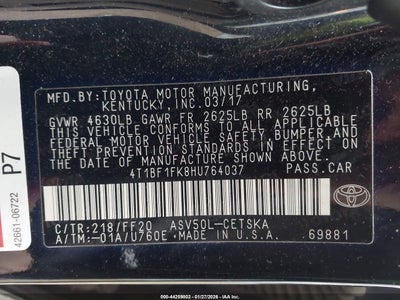 MFD. BY: TOYOTA MOTOR MANUFACTURING,
KENTUCKY, INC. 03/17
GVWR 4630LB GAWR FR 2625LB RR 2625LB
THIS VEHICLE CONFORMS TO ALL APPLICABLE
FEDERAL MOTOR VEHICLE SAFETY, BUMPER, AND
THEFT PREVENTION STANDARDS IN EFFECT ON
THE DATE OF MANUFACTURE SHOWN ABOVE.
4T1BF1FK8HU764037 PASS.CAR
C/TR:218/FF20 ASV50L-CETSKA
A/TM:-01A/U760E MADE IN U.S.A. 69881
TOYOTA
P7
42661-06722
000-44209002 - 01/27/2026 - IAA